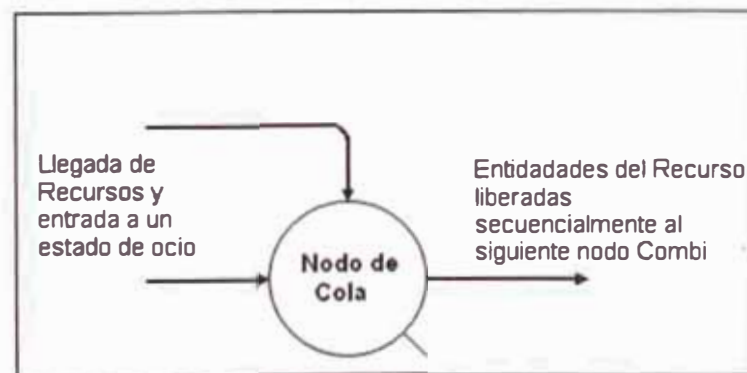 Llegada de
Recursos y
entrada a un
estado de ocio
Nodo de
Cola
Entidadades del Recurso
liberadas
secuencialmente al
siguiente nodo Combi